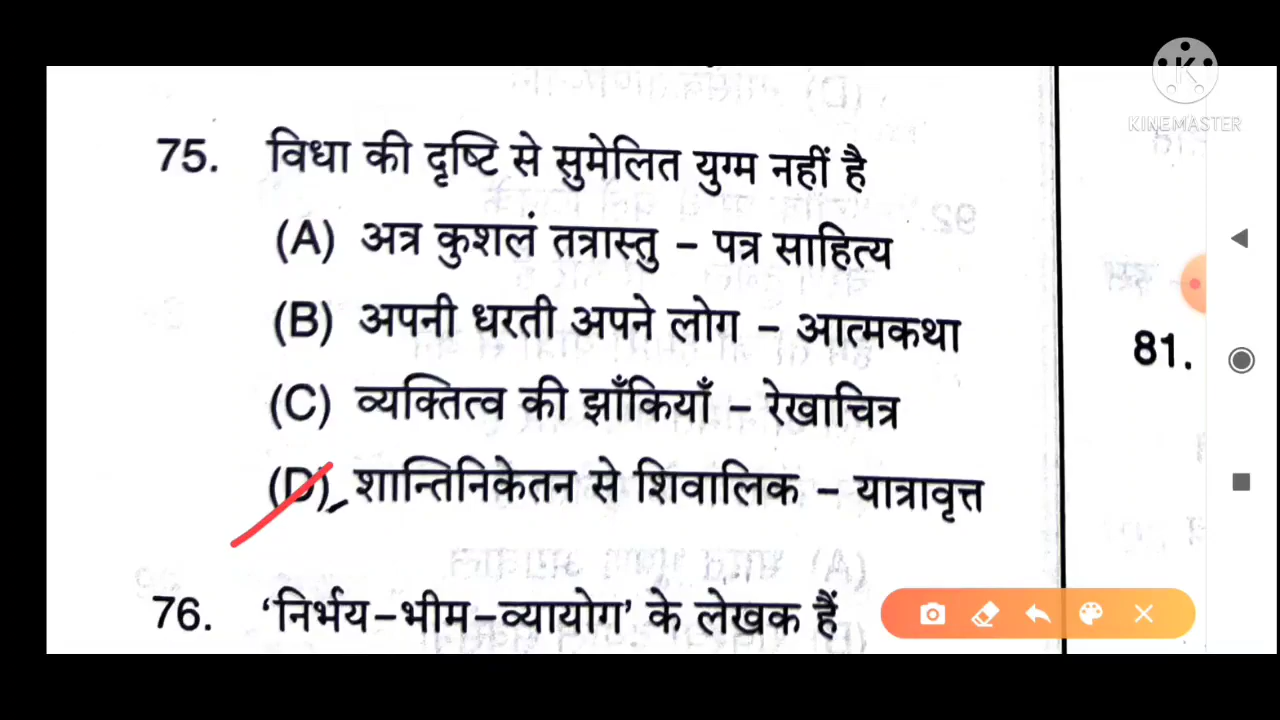 KINEMASTER
75. विधा की दृष्टि से सुमेलित युग्म नहीं है
(A) अत्र कुशलं तत्रास्तु – पत्र साहित्य
(B) अपनी धरती अपने लोग – आत्मकथा
(C) व्यक्तित्व की झाँकियाँ – रेखाचित्र
(D) शान्तिनिकेतन से शिवालिक – यात्रावृत्त
76. 'निर्भय-भीम-व्यायोग' के लेखक हैं
81.